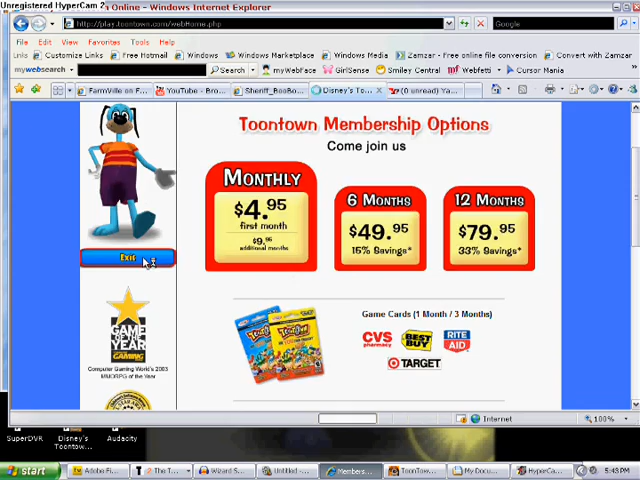 Unregistered HyperCam 2
n Online - Windows Internet Explorer
http://play.toontown.com/webHome.php
Google
File Edit View Favorites Tools Help
Links Customize Links Free Hotmail Windows Windows Marketplace Windows Media Zamzar - Free online file conversion Convert with Zamzar
mywebsearch Search myWebFace GirlSense Smiley Central Webfetti Cursor Mania
FarmVille on F... YouTube - Bro... Sheriff_BooBo... Disney's To... (0 unread) Ya...
Toontown Membership Options
Come join us
MONTHLY
$4.95
first month
$9.95
additional months
6 MONTHS
$49.95
15% Savings*
12 MONTHS
$79.95
33% Savings*
EXIT
Game Cards (1 Month / 3 Months)
CVS
pharmacy
BEST
BUY
RITE
AID
TARGET
GAME
OF THE
YEAR
GAMING
Computer Gaming World's 2003
MMORPG of the Year
Internet
100%
SuperDVR
Disney's
Toontow...
Audacity
start
Adobe Fl...
2 The T...
Wizard S...
Untitled -...
Members...
ToonTow...
My Docu...
HyperCa...
5:43 PM